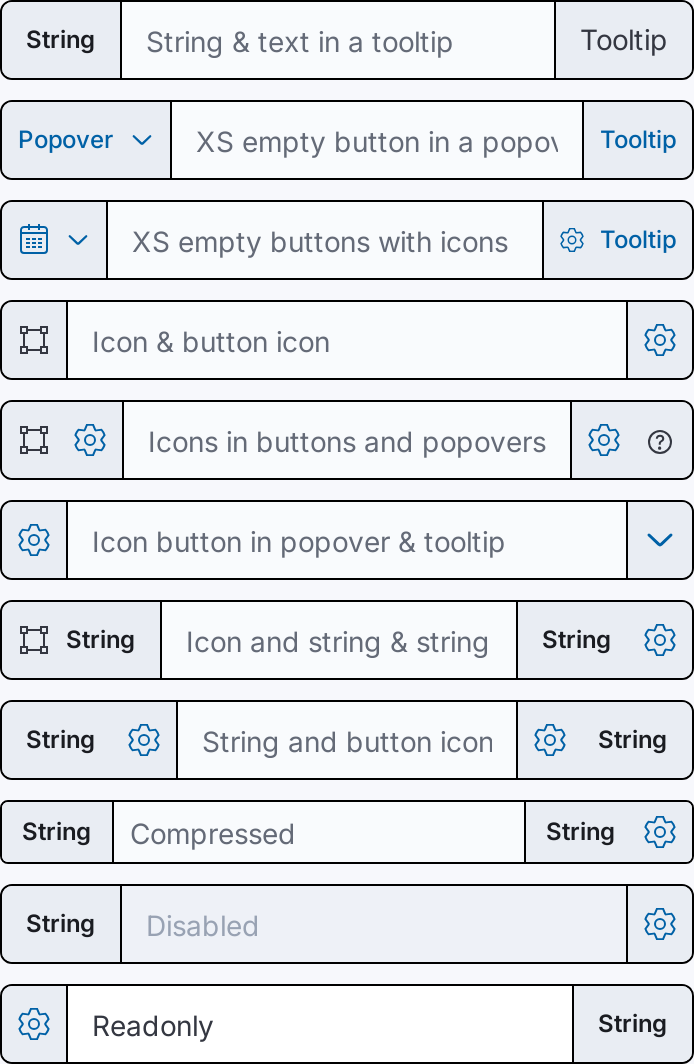 String String & text in a tooltip Tooltip
Popover XS empty button in a Tooltip
XS empty buttons with icons Tooltip
Icon & button icon
Icons in buttons and popovers
Icon button in popover & tooltip
String Icon and string & string String
String String and button icon String
String Compressed String
String Disabled
Readonly String